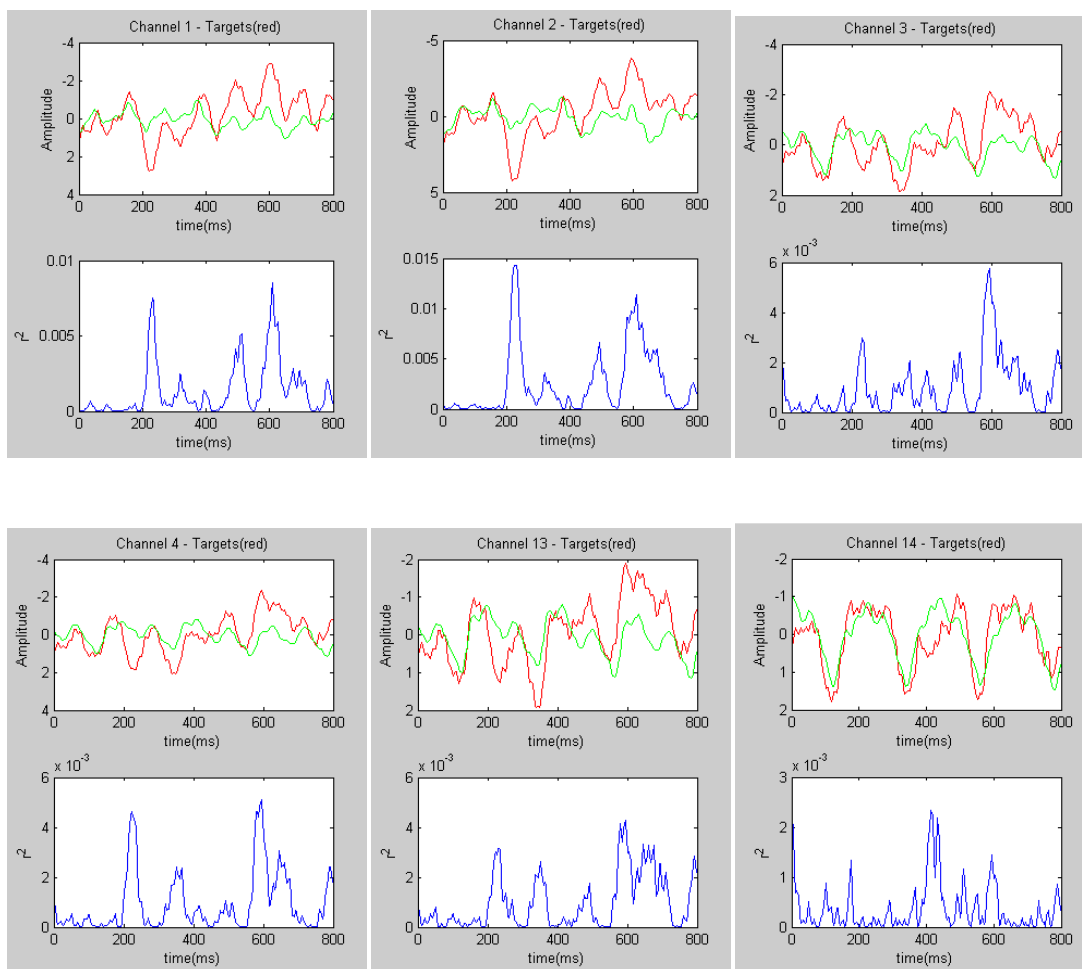 Channel 1 - Targets(red)
-4
-2
0
2
4
Amplitude
0 200 400 600 800
time(ms)
0.01
0.005
0
r²
0 200 400 600 800
time(ms)
Channel 2 - Targets(red)
-5
0
5
Amplitude
0 200 400 600 800
time(ms)
0.015
0.01
0.005
0
r²
0 200 400 600 800
time(ms)
Channel 3 - Targets(red)
-4
-2
0
2
Amplitude
0 200 400 600 800
time(ms)
x 10⁻³
6
4
2
0
r²
0 200 400 600 800
time(ms)
Channel 4 - Targets(red)
-4
-2
0
2
4
Amplitude
0 200 400 600 800
time(ms)
x 10⁻³
6
4
2
0
r²
0 200 400 600 800
time(ms)
Channel 13 - Targets(red)
-2
-1
0
1
2
Amplitude
0 200 400 600 800
time(ms)
x 10⁻³
6
4
2
0
r²
0 200 400 600 800
time(ms)
Channel 14 - Targets(red)
-2
-1
0
1
2
Amplitude
0 200 400 600 800
time(ms)
x 10⁻³
3
2
1
0
r²
0 200 400 600 800
time(ms)